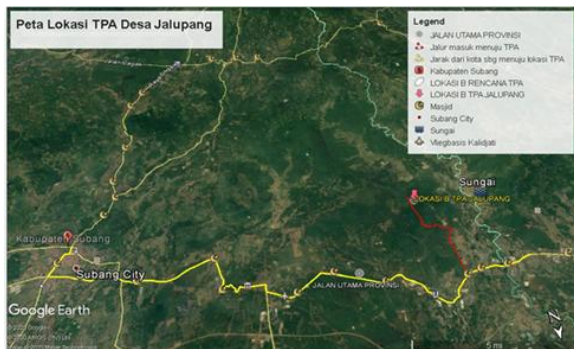 Peta Lokasi TPA Desa Jalupang
Legend
JALAN UTAMA PROVINSI
Jalur masuk menuju TPA
Jarak dari kota sbg menuju lokasi TPA
Kabupaten Subang
LOKASI B RENCANA TPA
LOKASI B TPA JALUPANG
Masjid
Subang City
Sungai
Vliegbasis Kalidjati
Sungai
LOKASI B TPA JALUPANG
Kabupaten Subang
Subang City
JALAN UTAMA PROVINSI
Google Earth
N
5 mi